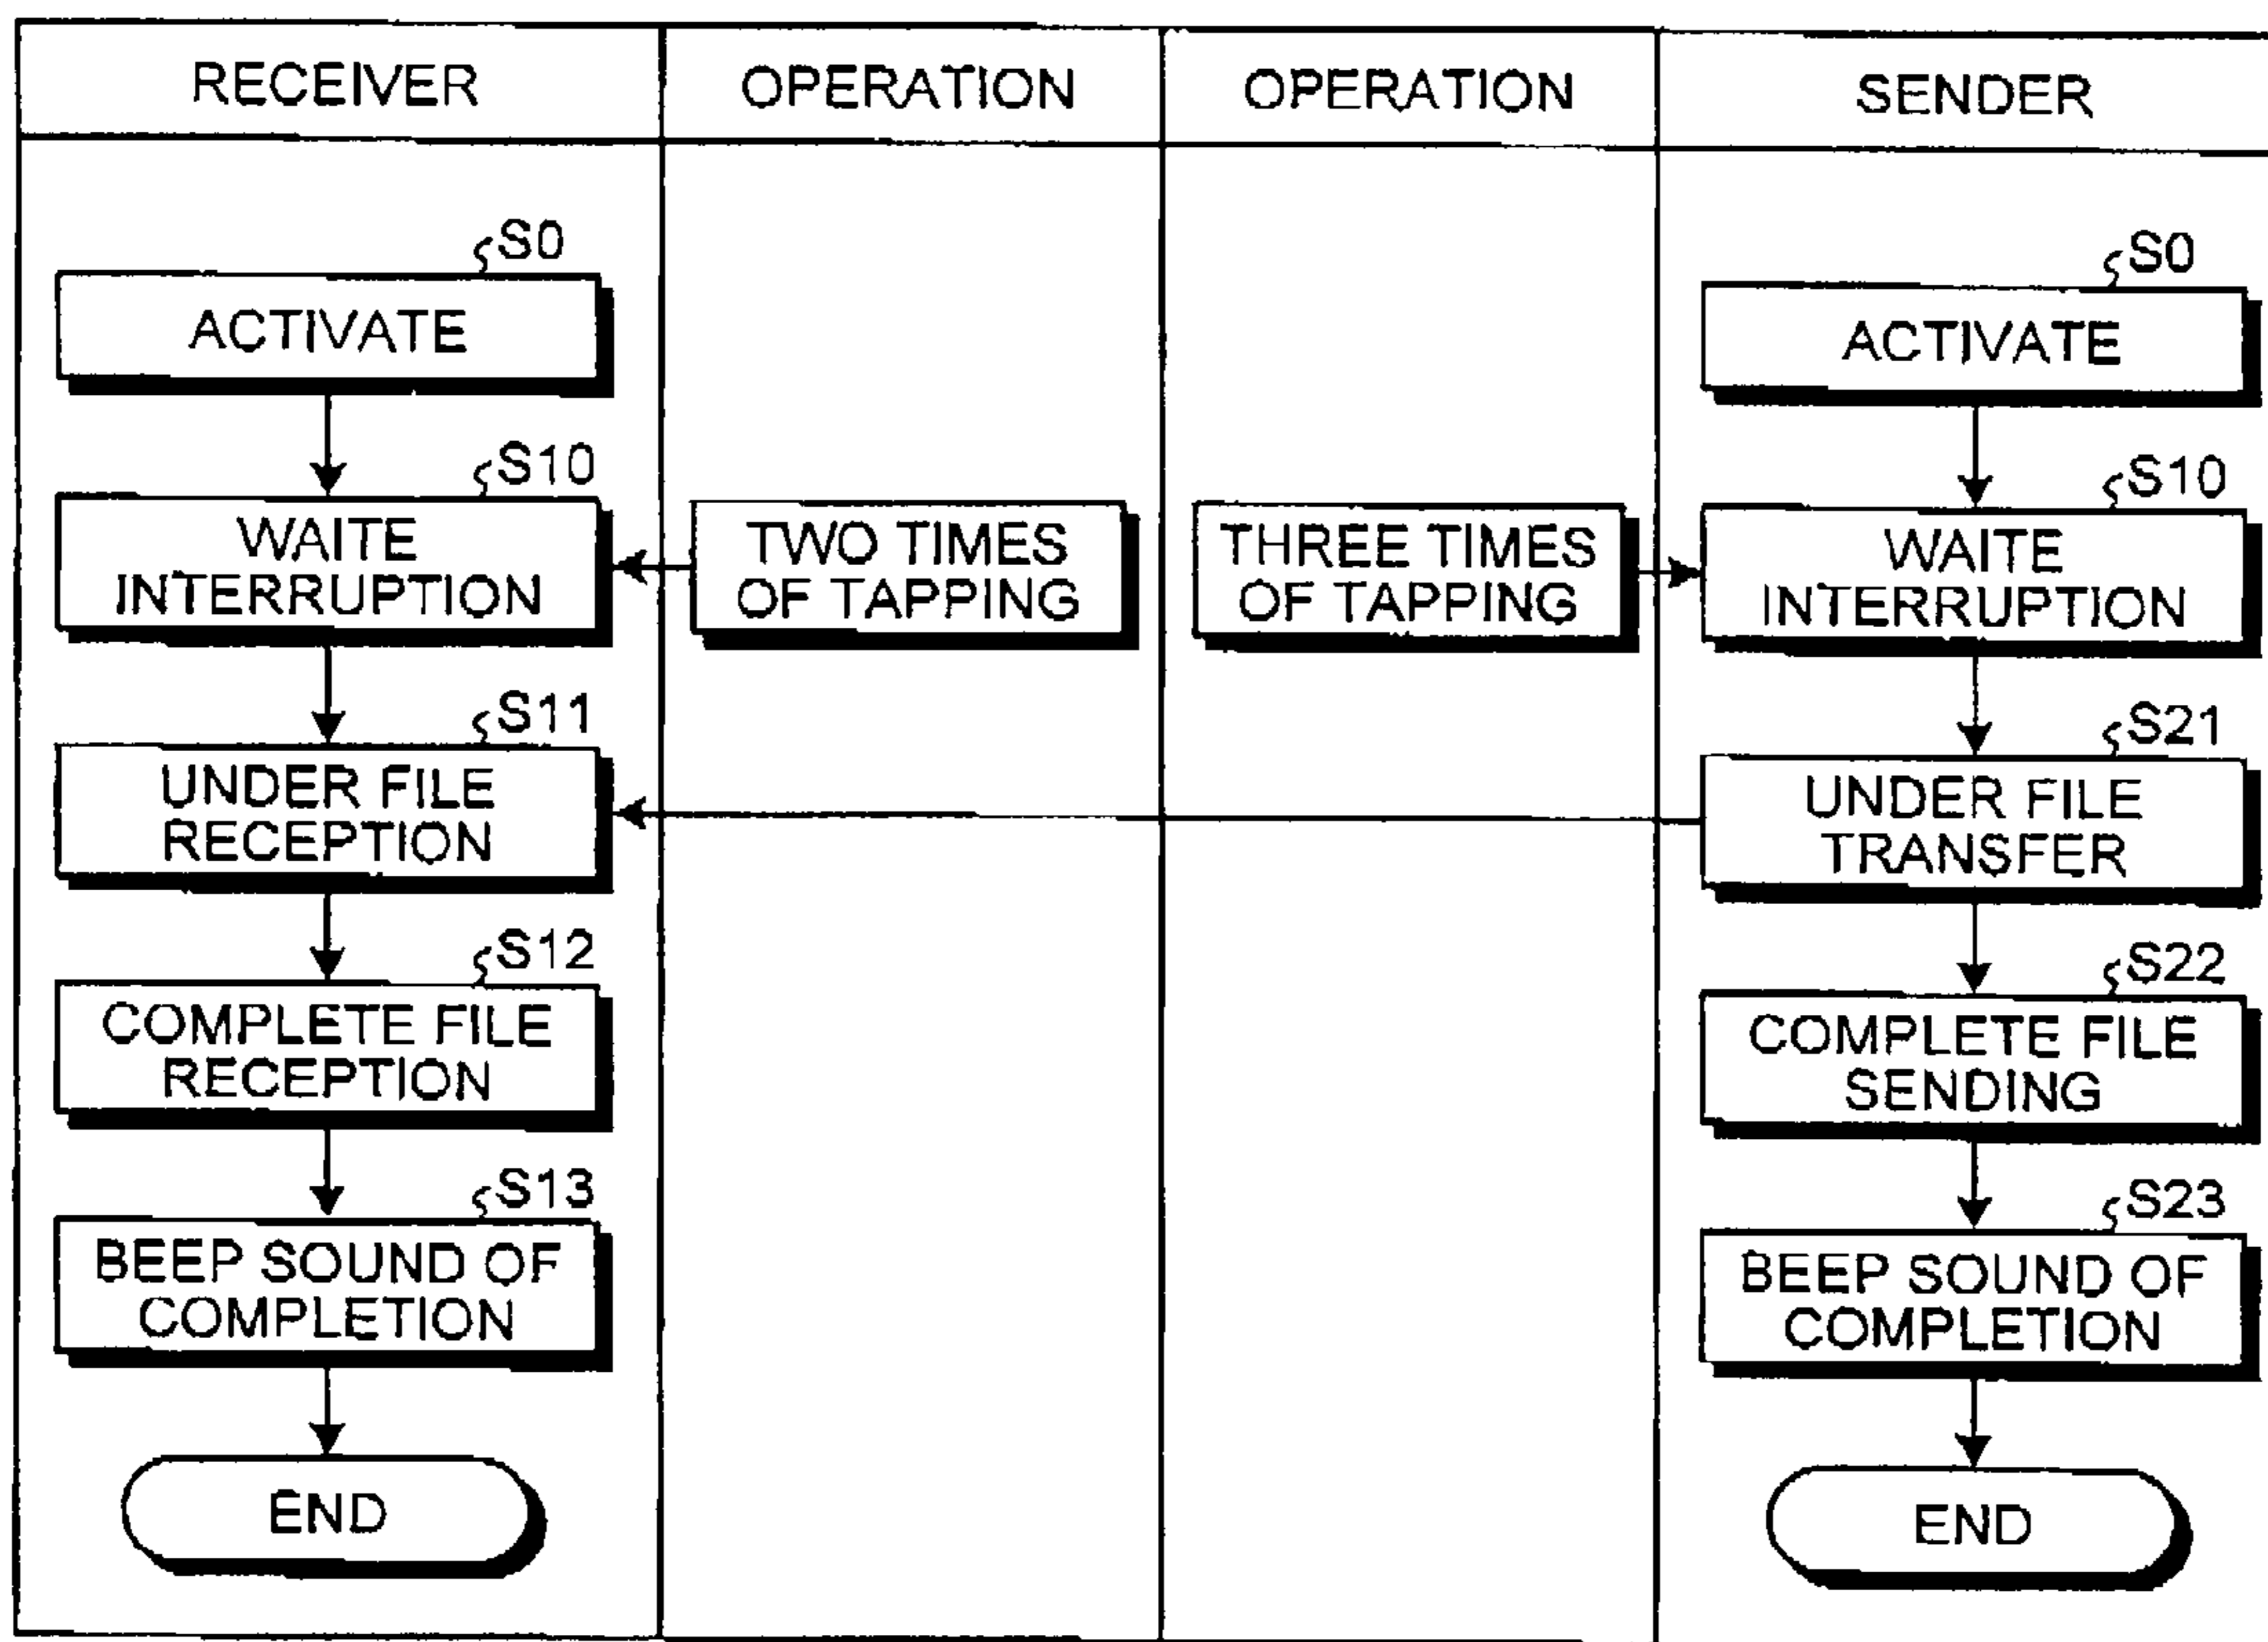 RECEIVER
OPERATION
OPERATION
SENDER
S0
ACTIVATE
S0
ACTIVATE
S10
WAITE
INTERRUPTION
TWO TIMES
OF TAPPING
THREE TIMES
OF TAPPING
S10
WAITE
INTERRUPTION
S11
UNDER FILE
RECEPTION
S21
UNDER FILE
TRANSFER
S12
COMPLETE FILE
RECEPTION
S22
COMPLETE FILE
SENDING
S13
BEEP SOUND OF
COMPLETION
S23
BEEP SOUND OF
COMPLETION
END
END